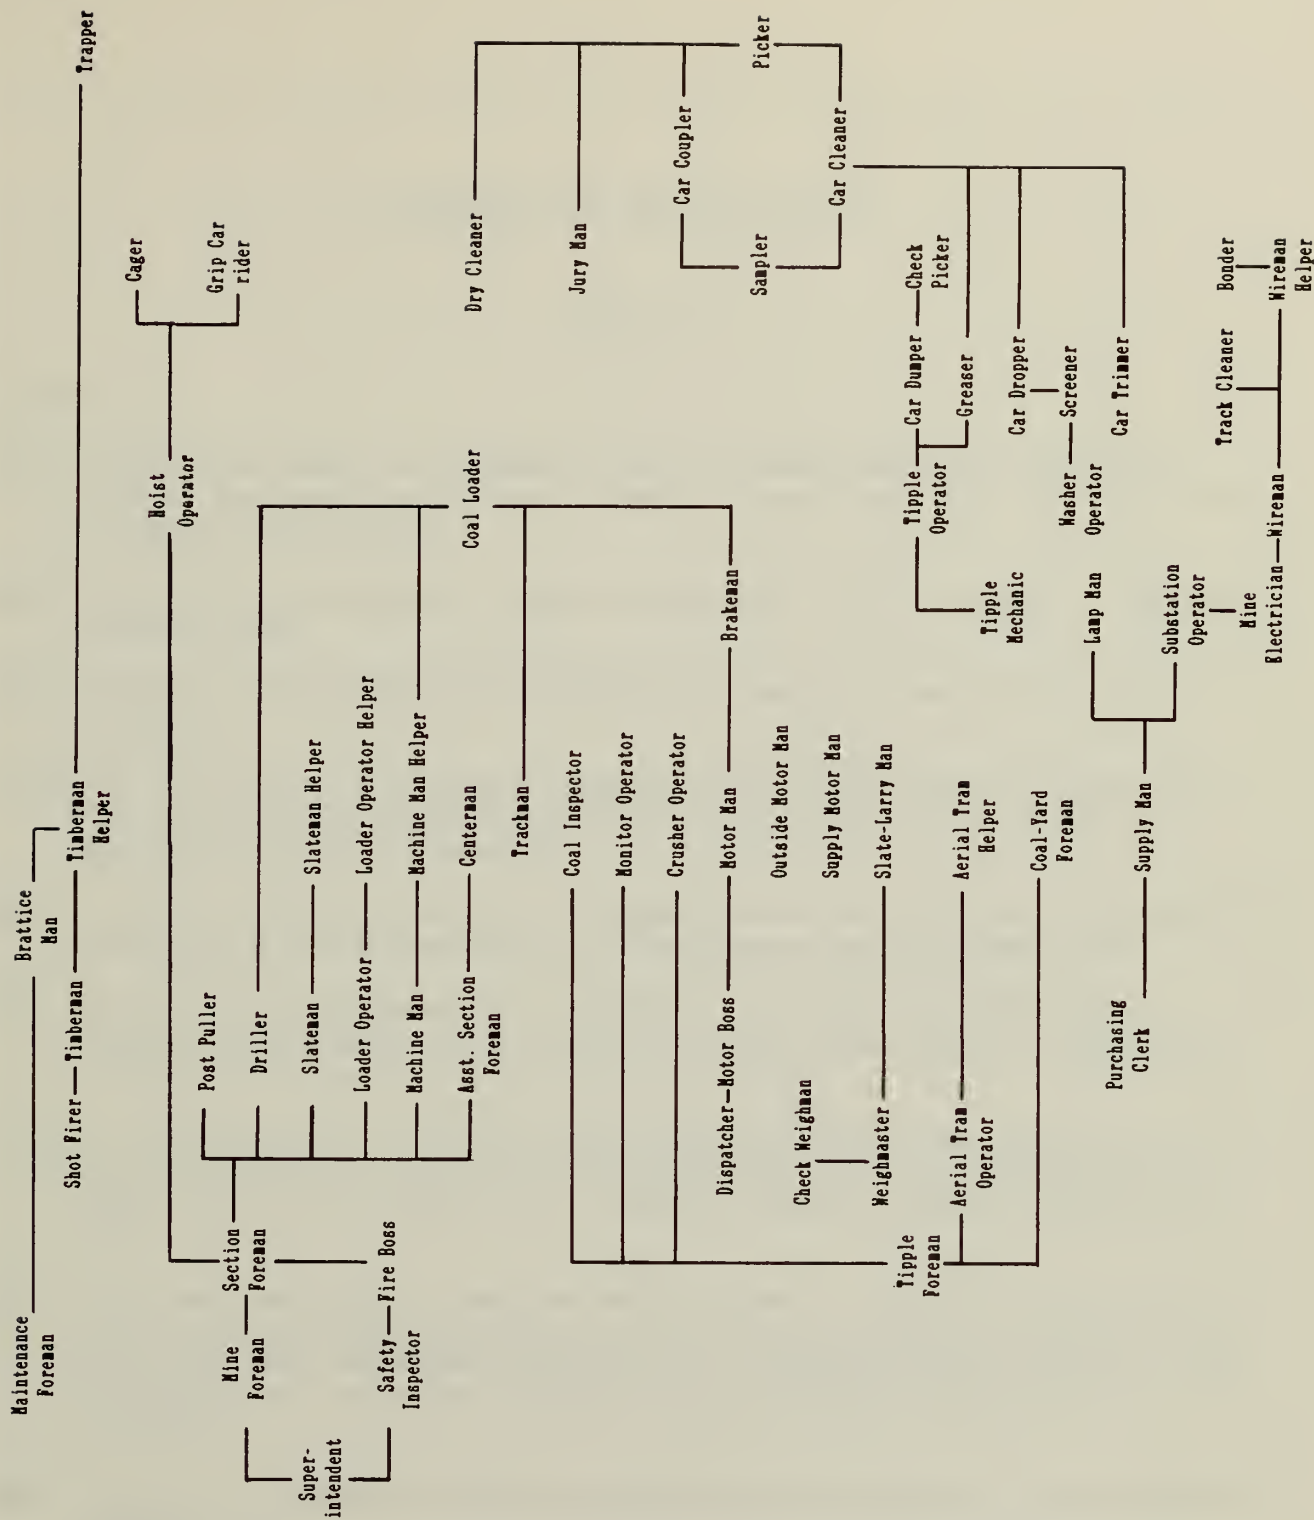 Maintenance
Foreman
Brattice
Man
Shot Firer
Timberman
Timberman
Helper
Trapper
Cager
Hoist
Operator
Grip Car
rider
Post Puller
Section
Foreman
Driller
Mine
Foreman
Super-
intendent
Slateman
Slateman Helper
Loader Operator
Loader Operator Helper
Safety
Inspector
Fire Boss
Machine Man
Machine Man Helper
Asst. Section
Foreman
Centerman
Coal Loader
Trackman
Dry Cleaner
Jury Man
Car Coupler
Picker
Sampler
Car Cleaner
Coal Inspector
Monitor Operator
Crusher Operator
Dispatcher
Motor Boss
Motor Man
Brakeman
Outside Motor Man
Check Weighman
Supply Motor Man
Weighmaster
Slate-Larry Man
Tipple
Foreman
Aerial Tram
Operator
Aerial Tram
Helper
Coal-Yard
Foreman
Tipple
Operator
Car Dumper
Check
Picker
Greaser
Tipple
Mechanic
Car Dropper
Washer
Operator
Screener
Car Trimmer
Lamp Man
Purchasing
Clerk
Supply Man
Substation
Operator
Mine
Electrician
Wireman
Track Cleaner
Bonder
Wireman
Helper